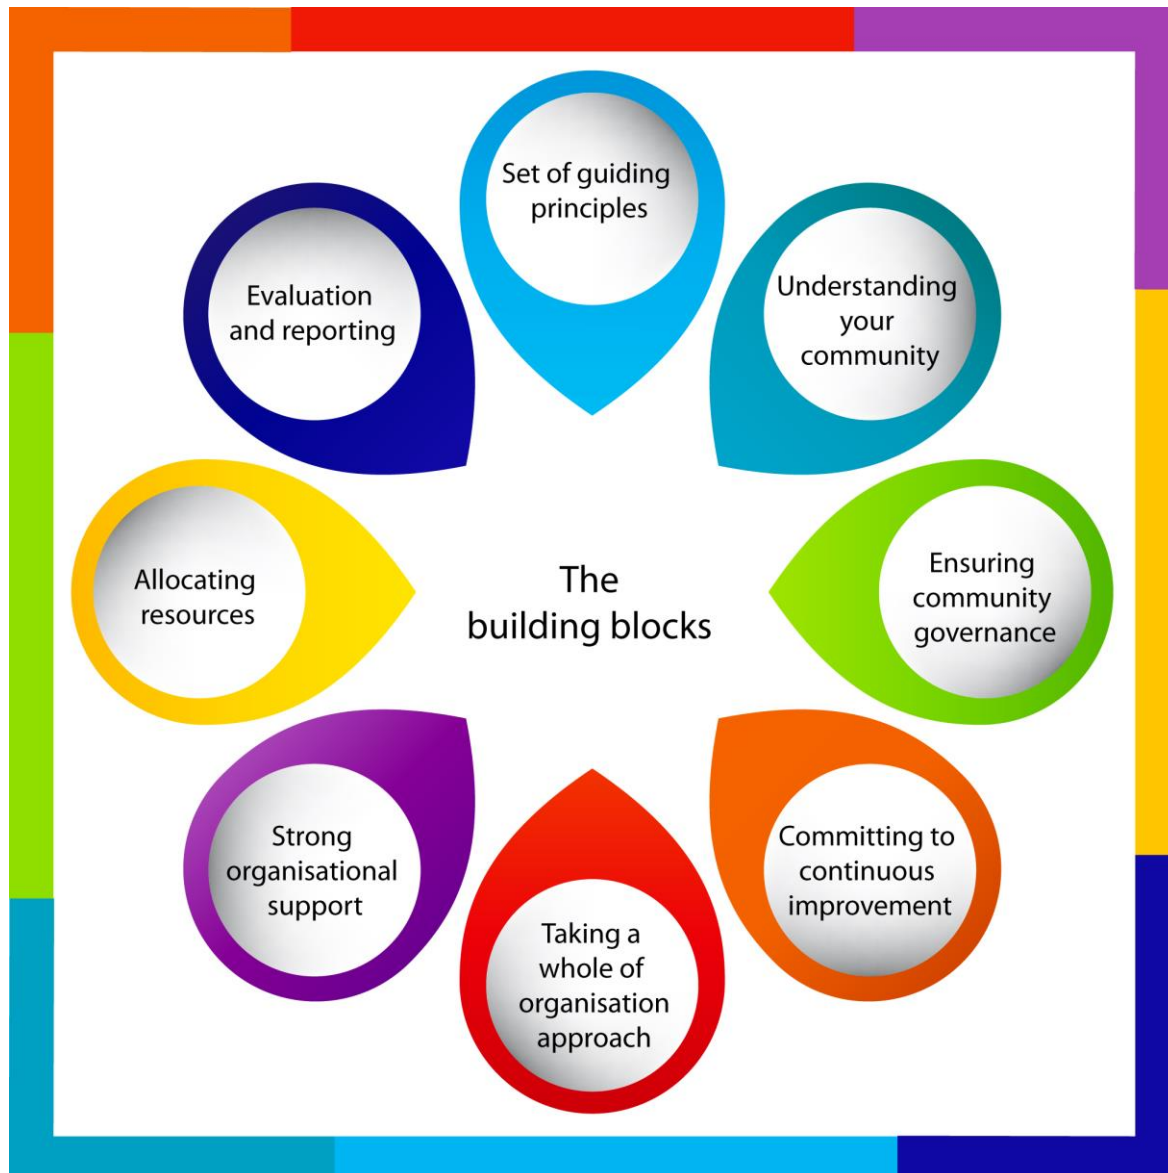 Set of guiding
principles
Understanding
your
community
Ensuring
community
governance
Committing to
continuous
improvement
Taking a
whole of
organisation
approach
Strong
organisational
support
Allocating
resources
Evaluation
and reporting
The
building blocks